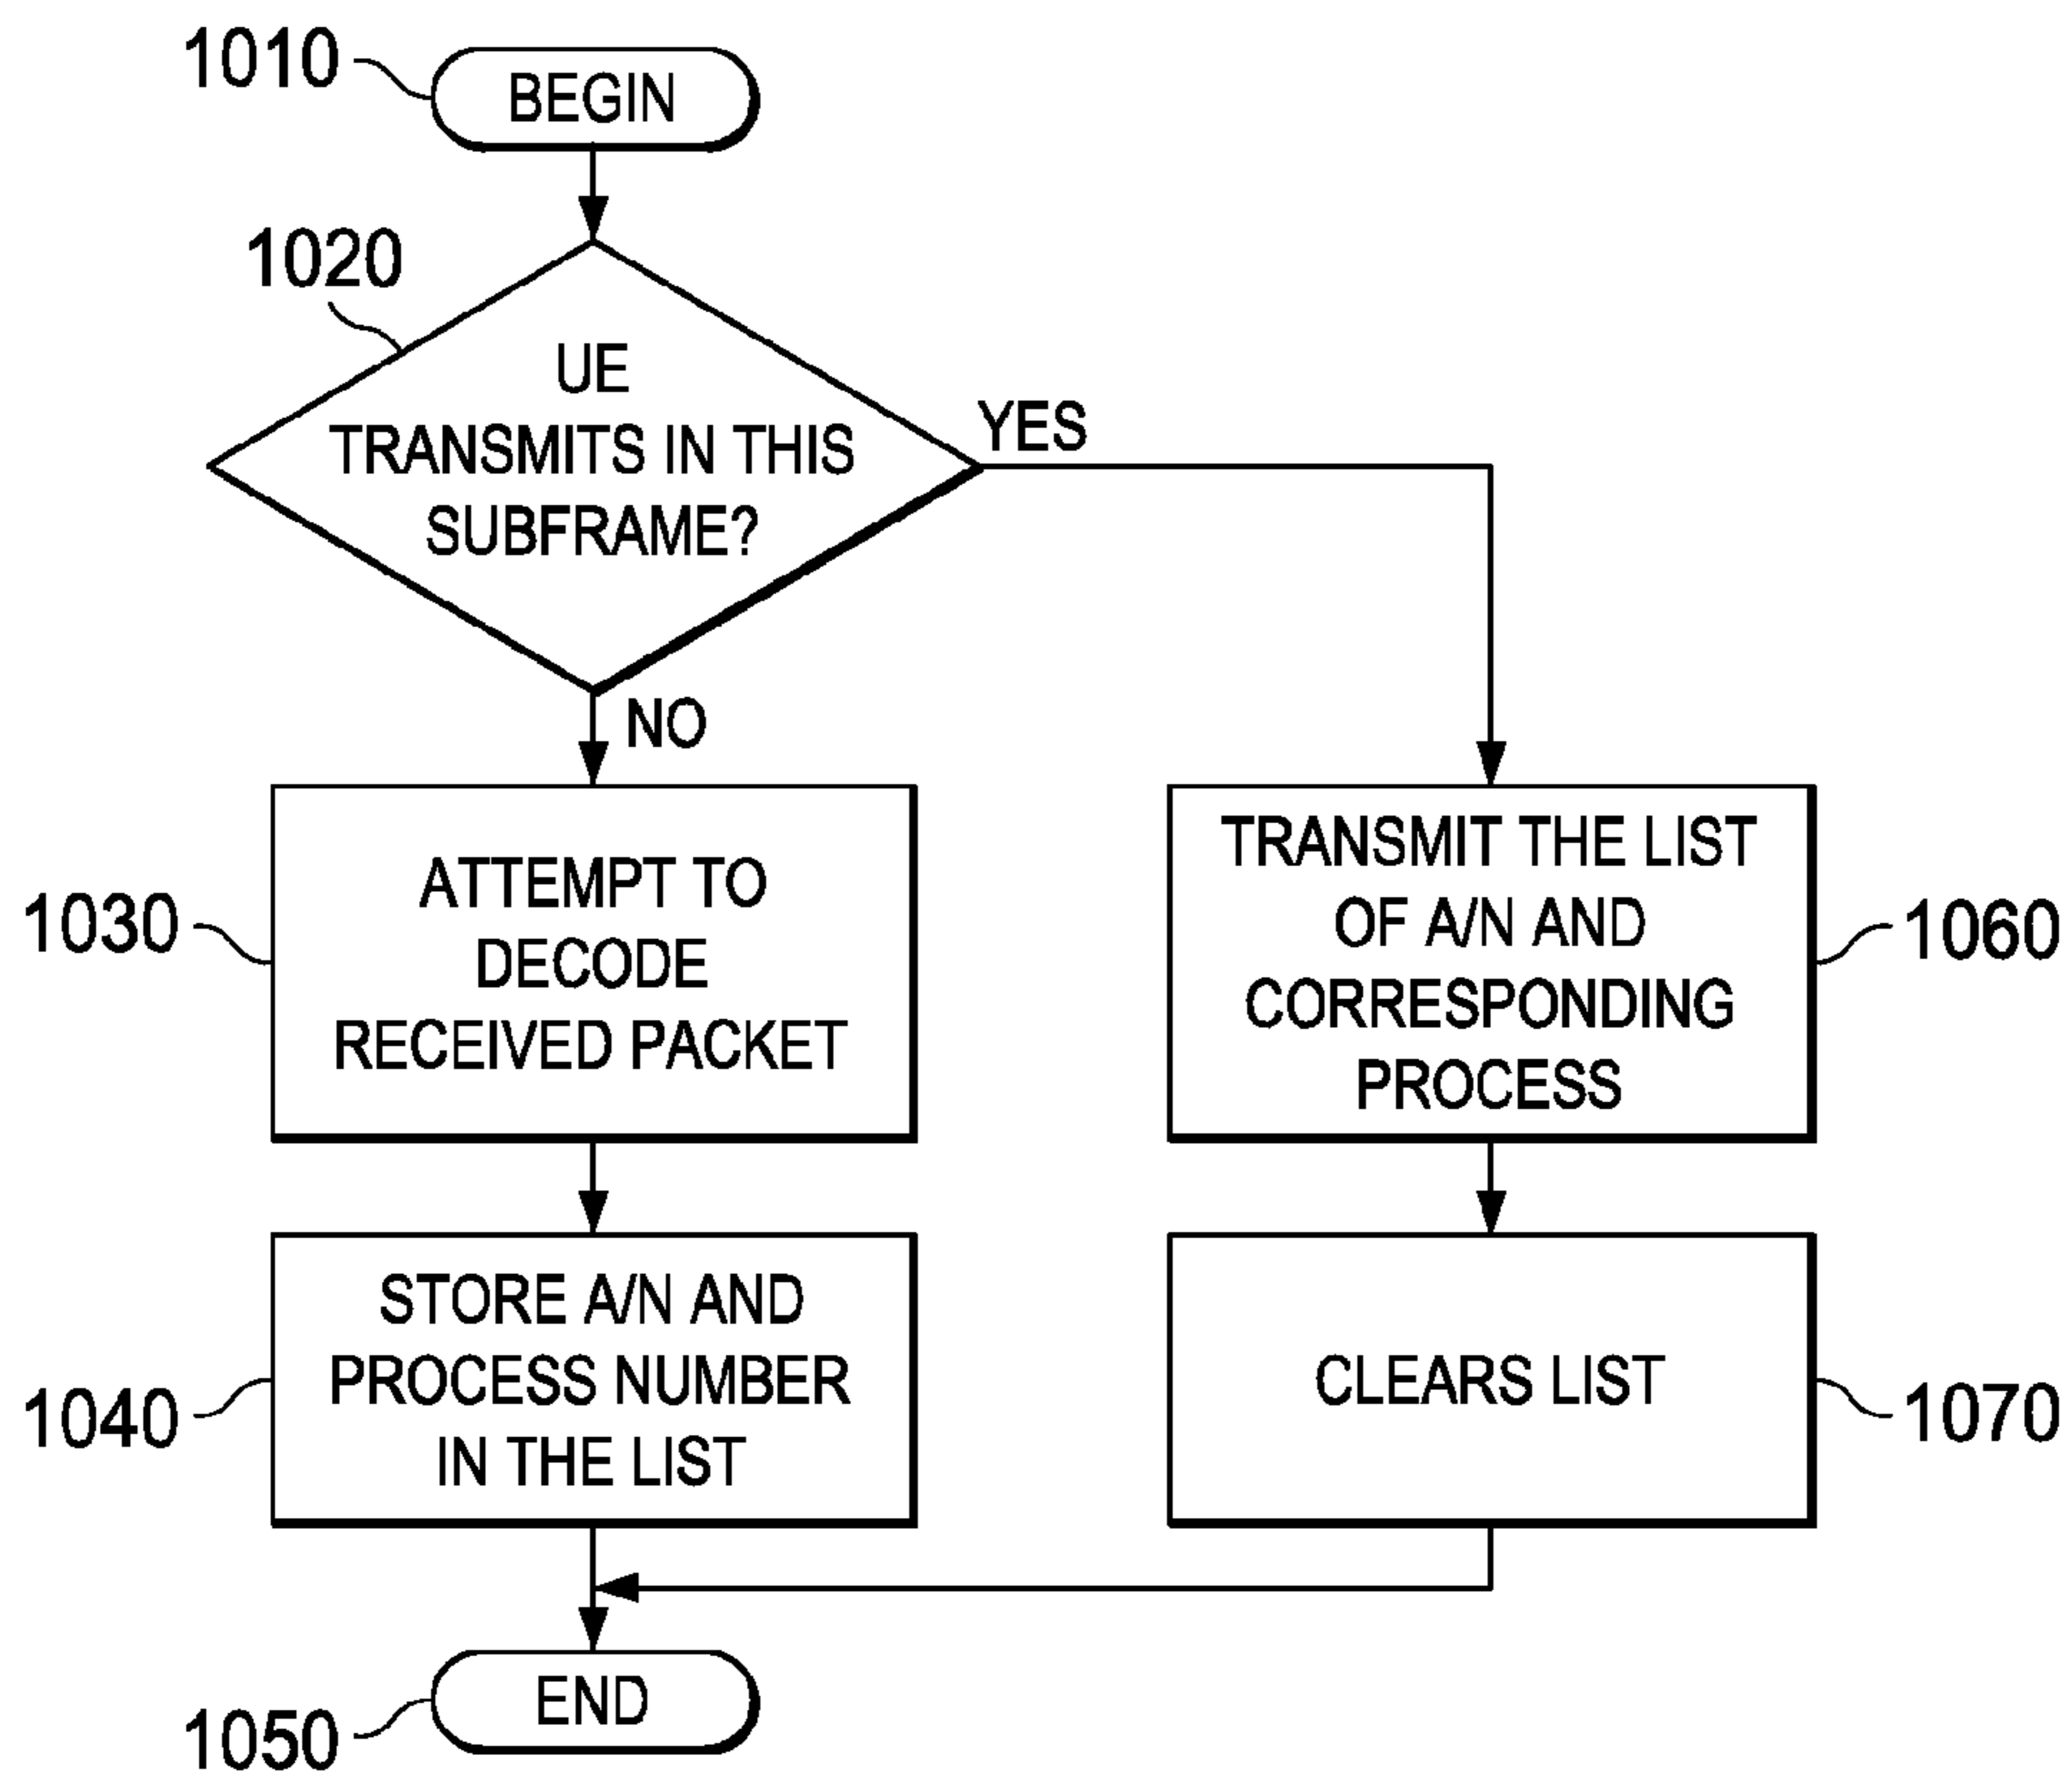 1010
BEGIN
1020
UE
TRANSMITS IN THIS
SUBFRAME?
YES
NO
1030
ATTEMPT TO
DECODE
RECEIVED PACKET
TRANSMIT THE LIST
OF A/N AND
CORRESPONDING
PROCESS
1060
1040
STORE A/N AND
PROCESS NUMBER
IN THE LIST
CLEARS LIST
1070
1050
END